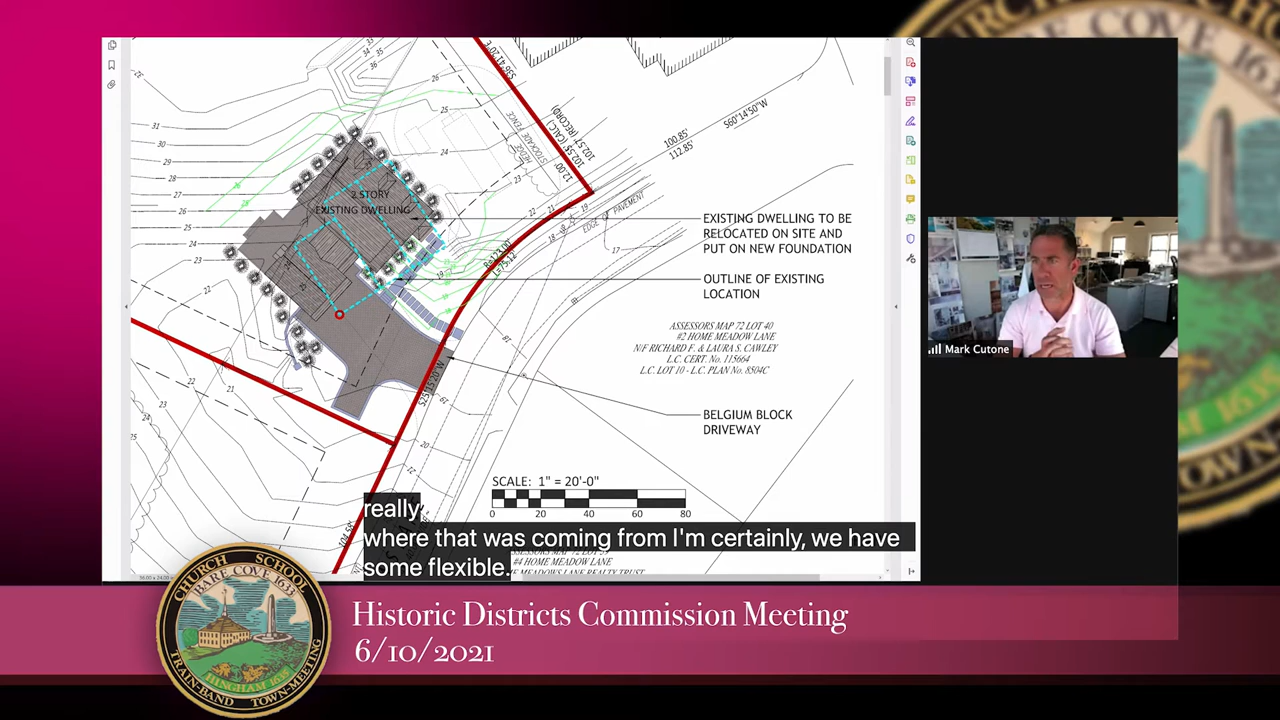 2 STORY
EXISTING DWELLING
EXISTING DWELLING TO BE
RELOCATED ON SITE AND
PUT ON NEW FOUNDATION
OUTLINE OF EXISTING
LOCATION
ASSESSORS MAP 72 LOT 40
#2 HOME MEADOW LANE
N/F RICHARD F. & LAURA S. CAWLEY
L.C. CERT. No. 115664
L.C. LOT 10 - L.C. PLAN No. 8504C
BELGIUM BLOCK
DRIVEWAY
SCALE: 1" = 20'-0"
0 20 40 60 80
100.85'
112.85'
S60°14'50"W
EDGE OF PAVEMENT
STOCKADE FENCE
#4 HOME MEADOW LANE
Mark Cutone
really
where that was coming from I'm certainly, we have
some flexible.
Historic Districts Commission Meeting
6/10/2021
CHURCH SCHOOL
BARE COVE 1633
HINGHAM 1635
TRAIN-BAND TOWN-MEETING